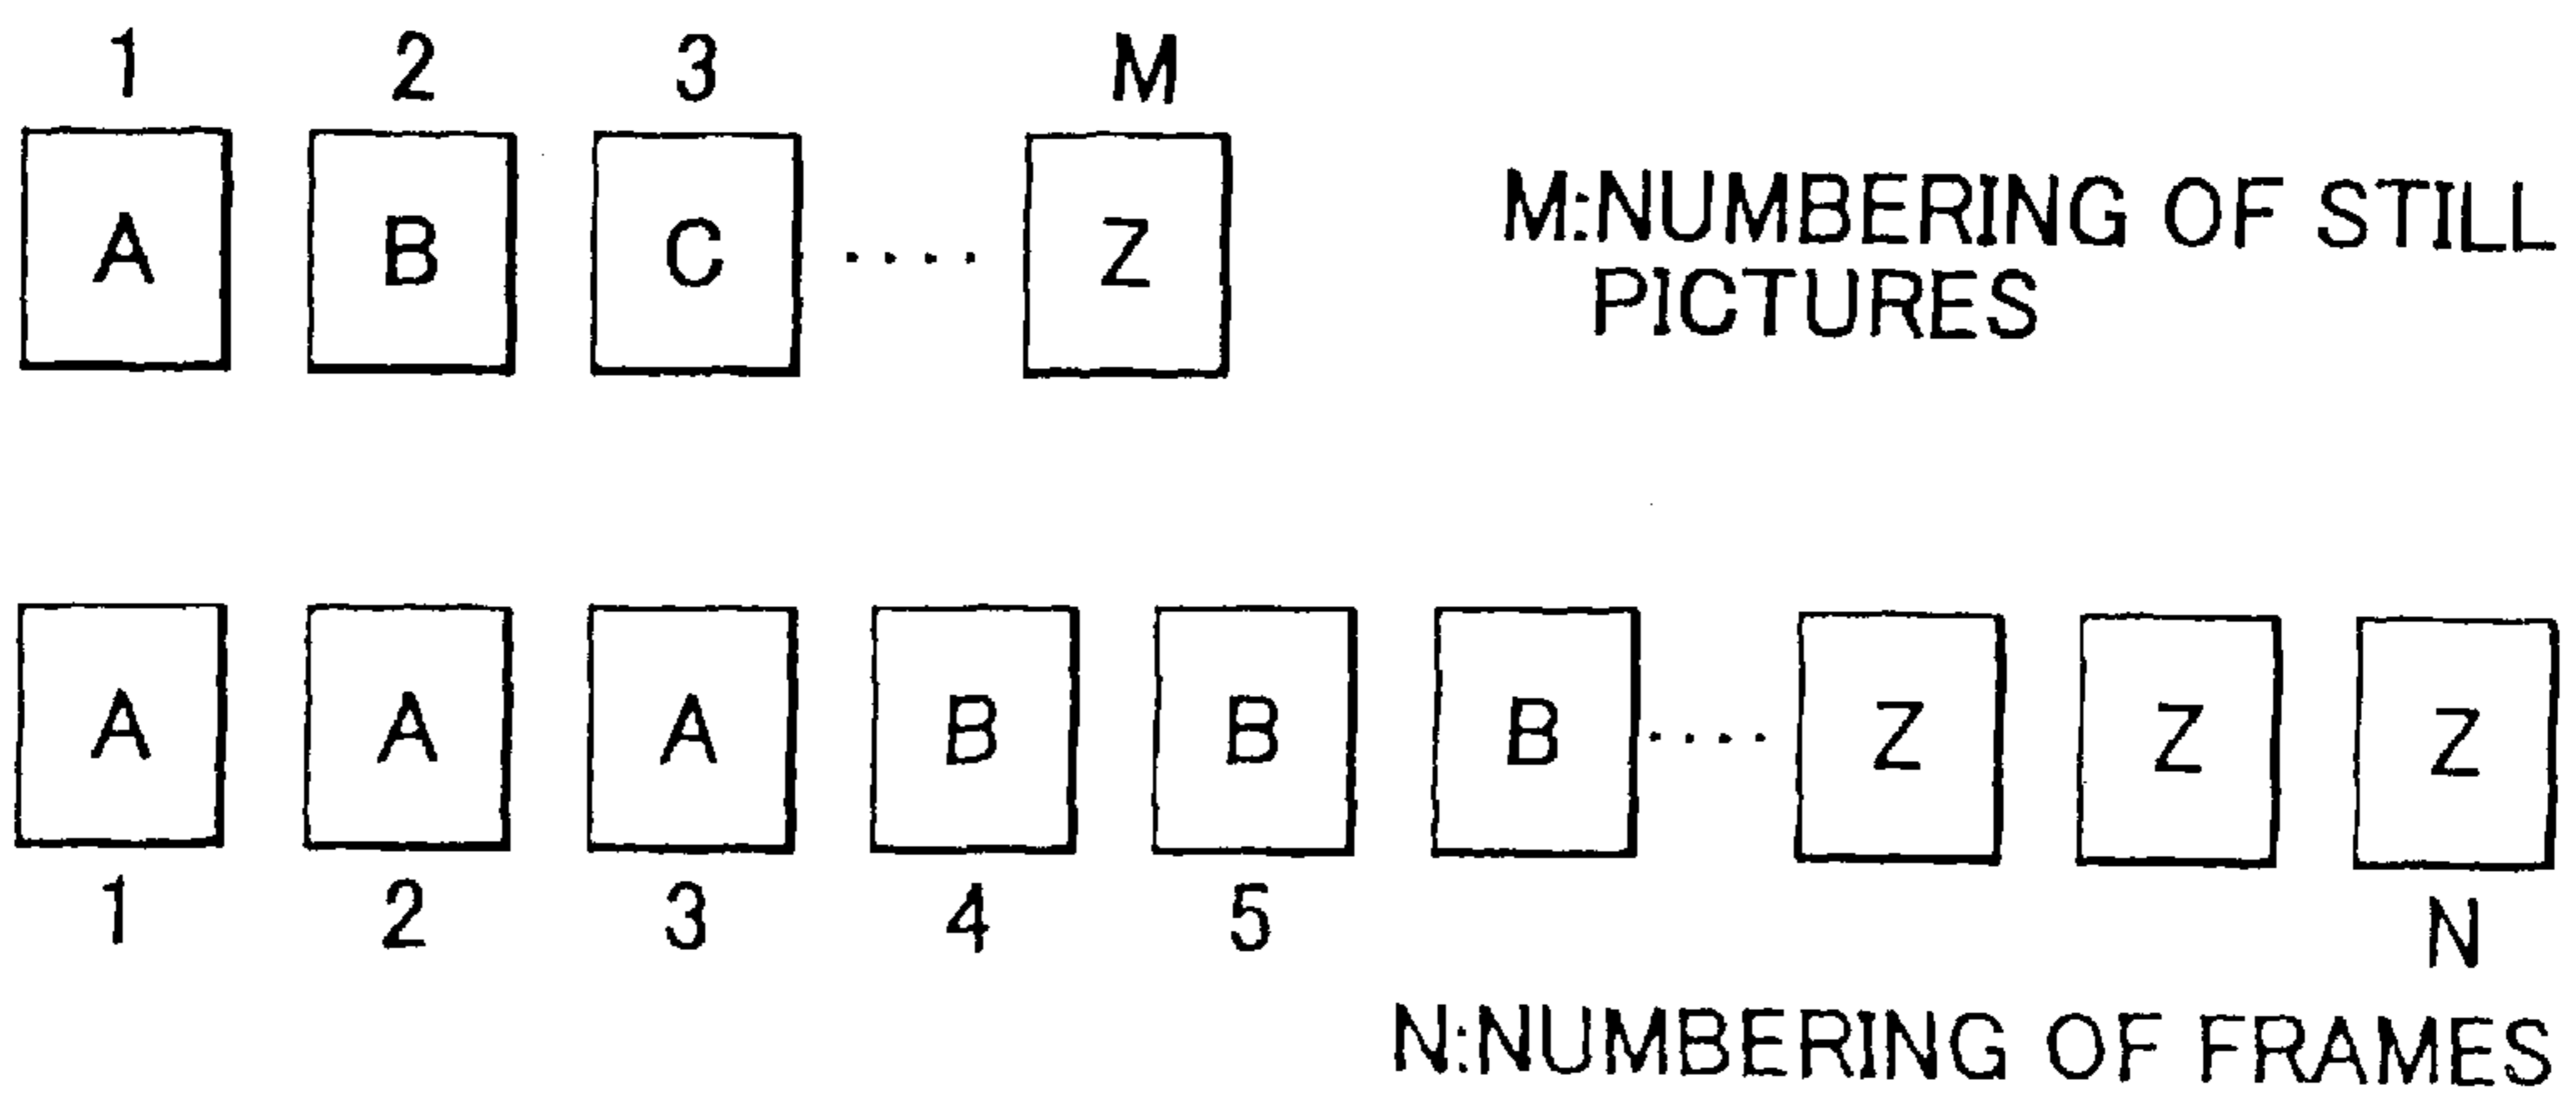 1 2 3 M
A B C .... Z
M:NUMBERING OF STILL
PICTURES
A A A B B B .... Z Z Z
1 2 3 4 5 N
N:NUMBERING OF FRAMES